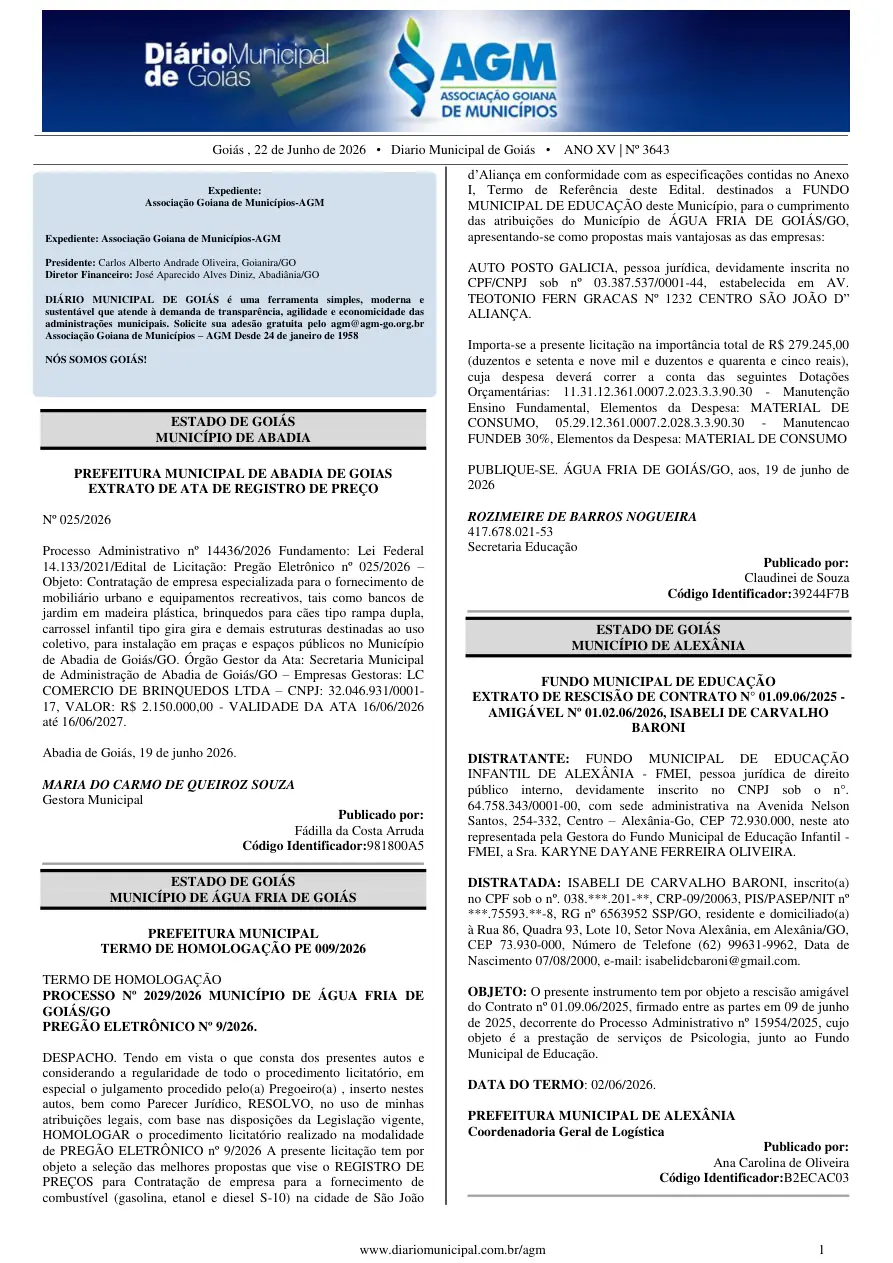 Diário Municipal
de Goiás
AGM
ASSOCIAÇÃO GOIANA
DE MUNICÍPIOS
Goiás , 22 de Junho de 2026 • Diario Municipal de Goiás • ANO XV | Nº 3643
Expediente:
Associação Goiana de Municípios-AGM
Expediente: Associação Goiana de Municípios-AGM
Presidente: Carlos Alberto Andrade Oliveira, Goianira/GO
Diretor Financeiro: José Aparecido Alves Diniz, Abadiânia/GO
DIÁRIO MUNICIPAL DE GOIÁS é uma ferramenta simples, moderna e
sustentável que atende à demanda de transparência, agilidade e economicidade das
administrações municipais. Solicite sua adesão gratuita pelo agm@agm-go.org.br
Associação Goiana de Municípios – AGM Desde 24 de janeiro de 1958
NÓS SOMOS GOIÁS!
ESTADO DE GOIÁS
MUNICÍPIO DE ABADIA
PREFEITURA MUNICIPAL DE ABADIA DE GOIAS
EXTRATO DE ATA DE REGISTRO DE PREÇO
Nº 025/2026
Processo Administrativo nº 14436/2026 Fundamento: Lei Federal
14.133/2021/Edital de Licitação: Pregão Eletrônico nº 025/2026 –
Objeto: Contratação de empresa especializada para o fornecimento de
mobiliário urbano e equipamentos recreativos, tais como bancos de
jardim em madeira plástica, brinquedos para cães tipo rampa dupla,
carrossel infantil tipo gira gira e demais estruturas destinadas ao uso
coletivo, para instalação em praças e espaços públicos no Município
de Abadia de Goiás/GO. Órgão Gestor da Ata: Secretaria Municipal
de Administração de Abadia de Goiás/GO – Empresas Gestoras: LC
COMERCIO DE BRINQUEDOS LTDA – CNPJ: 32.046.931/0001-
17, VALOR: R$ 2.150.000,00 - VALIDADE DA ATA 16/06/2026
até 16/06/2027.
Abadia de Goiás, 19 de junho 2026.
MARIA DO CARMO DE QUEIROZ SOUZA
Gestora Municipal
Publicado por:
Fádilla da Costa Arruda
Código Identificador:981800A5
ESTADO DE GOIÁS
MUNICÍPIO DE ÁGUA FRIA DE GOIÁS
PREFEITURA MUNICIPAL
TERMO DE HOMOLOGAÇÃO PE 009/2026
TERMO DE HOMOLOGAÇÃO
PROCESSO Nº 2029/2026 MUNICÍPIO DE ÁGUA FRIA DE
GOIÁS/GO
PREGÃO ELETRÔNICO Nº 9/2026.
DESPACHO. Tendo em vista o que consta dos presentes autos e
considerando a regularidade de todo o procedimento licitatório, em
especial o julgamento procedido pelo(a) Pregoeiro(a) , inserto nestes
autos, bem como Parecer Jurídico, RESOLVO, no uso de minhas
atribuições legais, com base nas disposições da Legislação vigente,
HOMOLOGAR o procedimento licitatório realizado na modalidade
de PREGÃO ELETRÔNICO nº 9/2026 A presente licitação tem por
objeto a seleção das melhores propostas que vise o REGISTRO DE
PREÇOS para Contratação de empresa para a fornecimento de
combustível (gasolina, etanol e diesel S-10) na cidade de São João
d’Aliança em conformidade com as especificações contidas no Anexo
I, Termo de Referência deste Edital. destinados a FUNDO
MUNICIPAL DE EDUCAÇÃO deste Município, para o cumprimento
das atribuições do Município de ÁGUA FRIA DE GOIÁS/GO,
apresentando-se como propostas mais vantajosas as das empresas:
AUTO POSTO GALICIA, pessoa jurídica, devidamente inscrita no
CPF/CNPJ sob nº 03.387.537/0001-44, estabelecida em AV.
TEOTONIO FERN GRACAS Nº 1232 CENTRO SÃO JOÃO D”
ALIANÇA.
Importa-se a presente licitação na importância total de R$ 279.245,00
(duzentos e setenta e nove mil e duzentos e quarenta e cinco reais),
cuja despesa deverá correr a conta das seguintes Dotações
Orçamentárias: 11.31.12.361.0007.2.023.3.3.90.30 - Manutenção
Ensino Fundamental, Elementos da Despesa: MATERIAL DE
CONSUMO, 05.29.12.361.0007.2.028.3.3.90.30 - Manutencao
FUNDEB 30%, Elementos da Despesa: MATERIAL DE CONSUMO
PUBLIQUE-SE. ÁGUA FRIA DE GOIÁS/GO, aos, 19 de junho de
2026
ROZIMEIRE DE BARROS NOGUEIRA
417.678.021-53
Secretaria Educação
Publicado por:
Claudinei de Souza
Código Identificador:39244F7B
ESTADO DE GOIÁS
MUNICÍPIO DE ALEXÂNIA
FUNDO MUNICIPAL DE EDUCAÇÃO
EXTRATO DE RESCISÃO DE CONTRATO N° 01.09.06/2025 -
AMIGÁVEL Nº 01.02.06/2026, ISABELI DE CARVALHO
BARONI
DISTRATANTE: FUNDO MUNICIPAL DE EDUCAÇÃO
INFANTIL DE ALEXÂNIA - FMEI, pessoa jurídica de direito
público interno, devidamente inscrito no CNPJ sob o n°.
64.758.343/0001-00, com sede administrativa na Avenida Nelson
Santos, 254-332, Centro – Alexânia-Go, CEP 72.930.000, neste ato
representada pela Gestora do Fundo Municipal de Educação Infantil -
FMEI, a Sra. KARYNE DAYANE FERREIRA OLIVEIRA.
DISTRATADA: ISABELI DE CARVALHO BARONI, inscrito(a)
no CPF sob o nº. 038.***.201-**, CRP-09/20063, PIS/PASEP/NIT nº
***.75593.**-8, RG nº 6563952 SSP/GO, residente e domiciliado(a)
à Rua 86, Quadra 93, Lote 10, Setor Nova Alexânia, em Alexânia/GO,
CEP 73.930-000, Número de Telefone (62) 99631-9962, Data de
Nascimento 07/08/2000, e-mail: isabelidcbaroni@gmail.com.
OBJETO: O presente instrumento tem por objeto a rescisão amigável
do Contrato nº 01.09.06/2025, firmado entre as partes em 09 de junho
de 2025, decorrente do Processo Administrativo nº 15954/2025, cujo
objeto é a prestação de serviços de Psicologia, junto ao Fundo
Municipal de Educação.
DATA DO TERMO: 02/06/2026.
PREFEITURA MUNICIPAL DE ALEXÂNIA
Coordenadoria Geral de Logística
Publicado por:
Ana Carolina de Oliveira
Código Identificador:B2ECAC03
www.diariomunicipal.com.br/agm 1